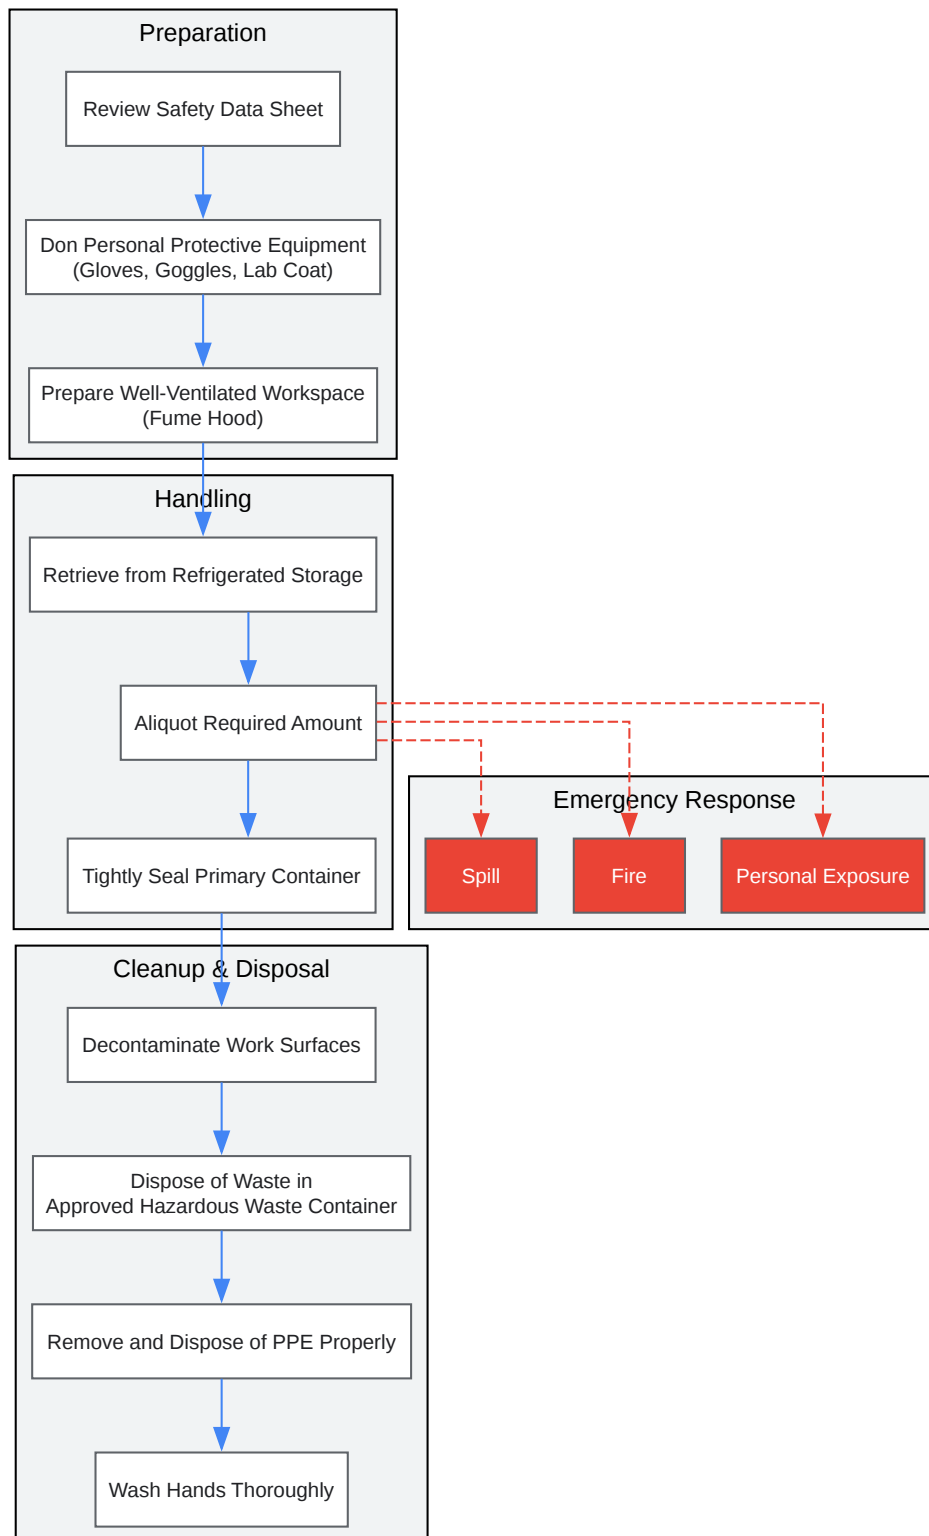 Preparation
Review Safety Data Sheet
Don Personal Protective Equipment
(Gloves, Goggles, Lab Coat)
Prepare Well-Ventilated Workspace
(Fume Hood)
Handling
Retrieve from Refrigerated Storage
Aliquot Required Amount
Tightly Seal Primary Container
Emergency Response
Spill
Fire
Personal Exposure
Cleanup & Disposal
Decontaminate Work Surfaces
Dispose of Waste in
Approved Hazardous Waste Container
Remove and Dispose of PPE Properly
Wash Hands Thoroughly